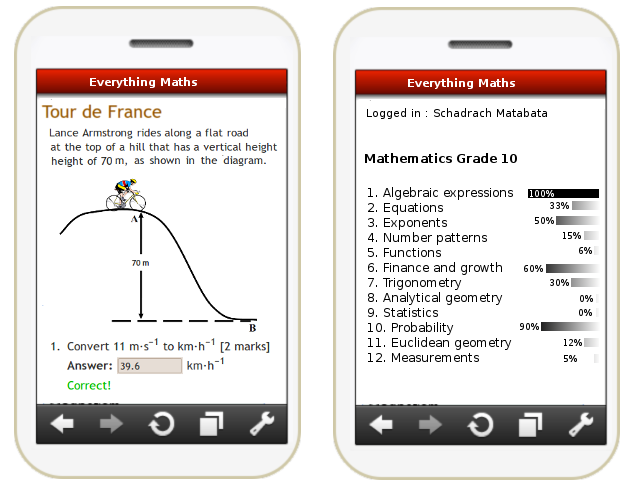 Everything Maths
Tour de France
Lance Armstrong rides along a flat road
at the top of a hill that has a vertical height
height of 70 m, as shown in the diagram.
A
70 m
B
1. Convert 11 m·s⁻¹ to km·h⁻¹ [2 marks]
Answer: 39.6 km·h⁻¹
Correct!
Everything Maths
Logged in : Schadrach Matabata
Mathematics Grade 10
1. Algebraic expressions 100%
2. Equations 33%
3. Exponents 50%
4. Number patterns 15%
5. Functions 6%
6. Finance and growth 60%
7. Trigonometry 30%
8. Analytical geometry 0%
9. Statistics 0%
10. Probability 90%
11. Euclidean geometry 12%
12. Measurements 5%